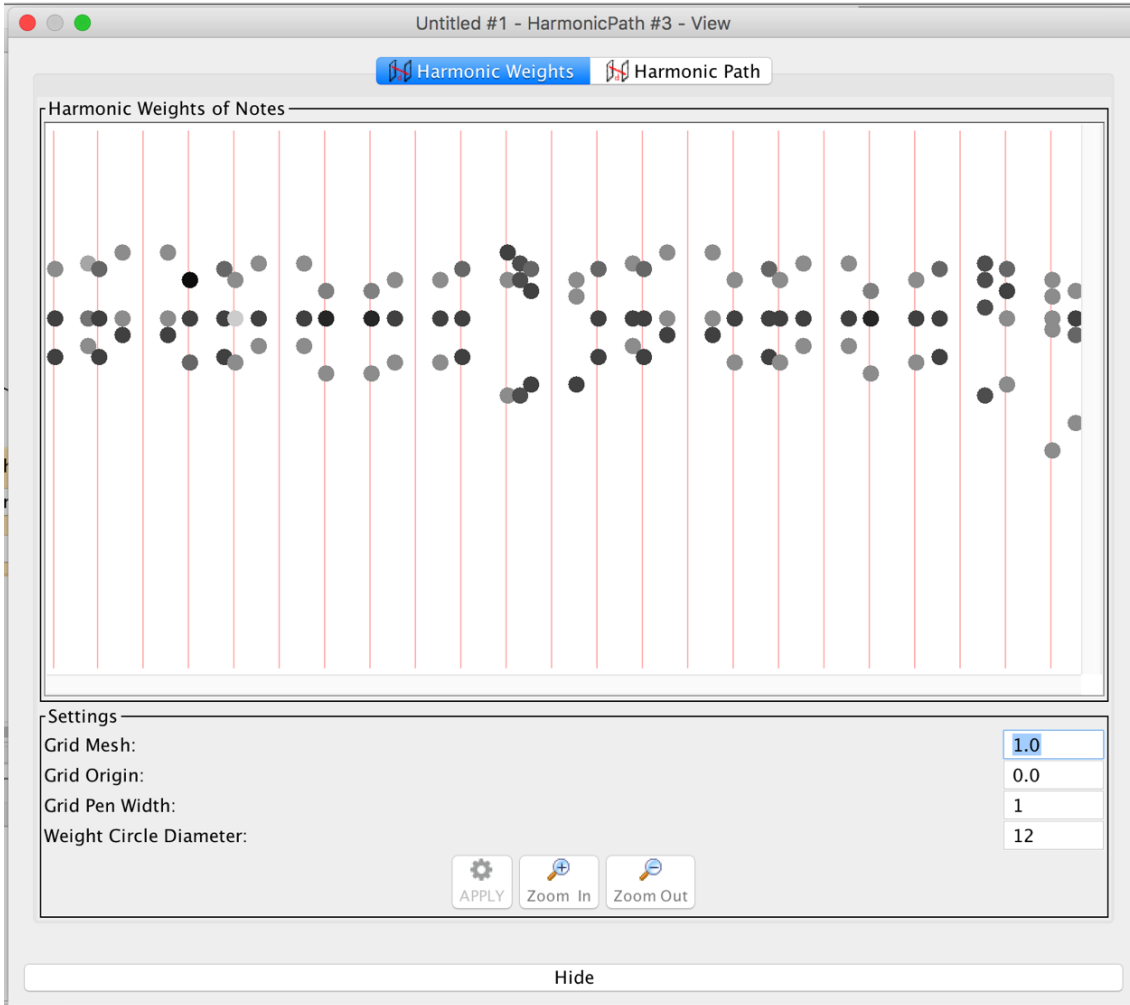 Untitled #1 - HarmonicPath #3 - View
Harmonic Weights Harmonic Path
Harmonic Weights of Notes
Settings
Grid Mesh: 1.0
Grid Origin: 0.0
Grid Pen Width: 1
Weight Circle Diameter: 12
APPLY Zoom In Zoom Out
Hide